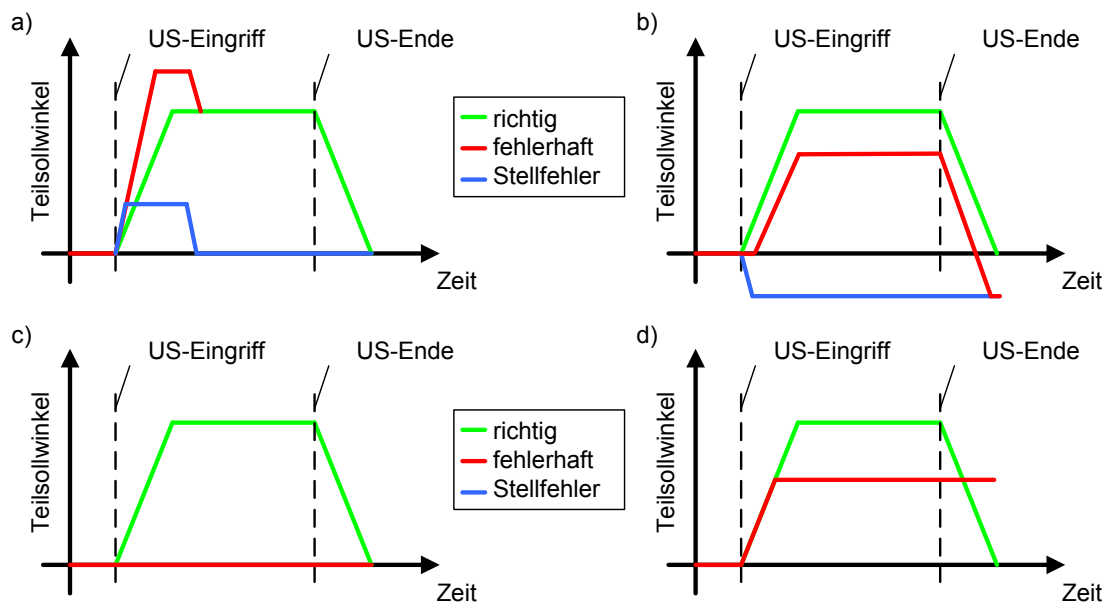 a)
US-Eingriff
US-Ende
Teilsollwinkel
Zeit
richtig
fehlerhaft
Stellfehler
b)
US-Eingriff
US-Ende
Teilsollwinkel
Zeit
c)
US-Eingriff
US-Ende
Teilsollwinkel
Zeit
richtig
fehlerhaft
Stellfehler
d)
US-Eingriff
US-Ende
Teilsollwinkel
Zeit